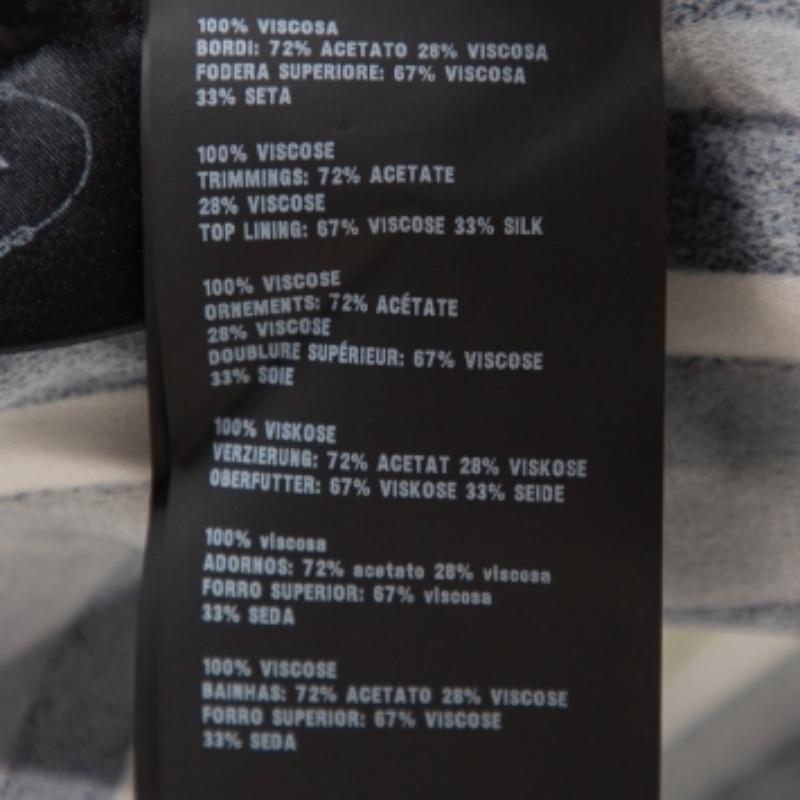 100% VISCOSA
BORDI: 72% ACETATO 28% VISCOSA
FODERA SUPERIORE: 67% VISCOSA
33% SETA
100% VISCOSE
TRIMMINGS: 72% ACETATE
28% VISCOSE
TOP LINING: 67% VISCOSE 33% SILK
100% VISCOSE
ORNEMENTS: 72% ACÉTATE
28% VISCOSE
DOUBLURE SUPÉRIEUR: 67% VISCOSE
33% SOIE
100% VISKOSE
VERZIERUNG: 72% ACETAT 28% VISKOSE
OBERFUTTER: 67% VISKOSE 33% SEIDE
100% viscosa
ADORNOS: 72% acetato 28% viscosa
FORRO SUPERIOR: 67% viscosa
33% SEDA
100% VISCOSE
BAINHAS: 72% ACETATO 28% VISCOSE
FORRO SUPERIOR: 67% VISCOSE
33% SEDA